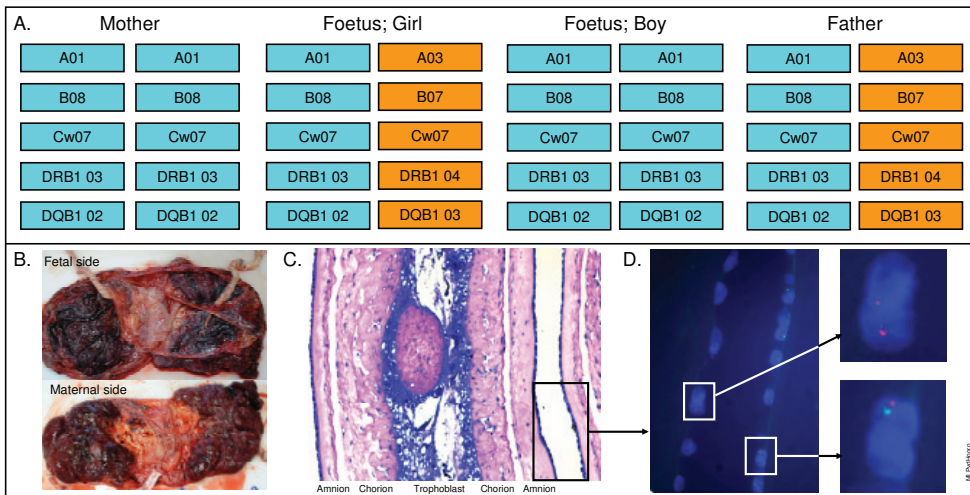 A.
Mother Foetus; Girl Foetus; Boy Father
A01 A01 A01 A03 A01 A01 A01 A03
B08 B08 B08 B07 B08 B08 B08 B07
Cw07 Cw07 Cw07 Cw07 Cw07 Cw07 Cw07 Cw07
DRB1 03 DRB1 03 DRB1 03 DRB1 04 DRB1 03 DRB1 03 DRB1 03 DRB1 04
DQB1 02 DQB1 02 DQB1 02 DQB1 03 DQB1 02 DQB1 02 DQB1 02 DQB1 03
B.
Fetal side
Maternal side
C.
Amnion Chorion Trophoblast Chorion Amnion
D.